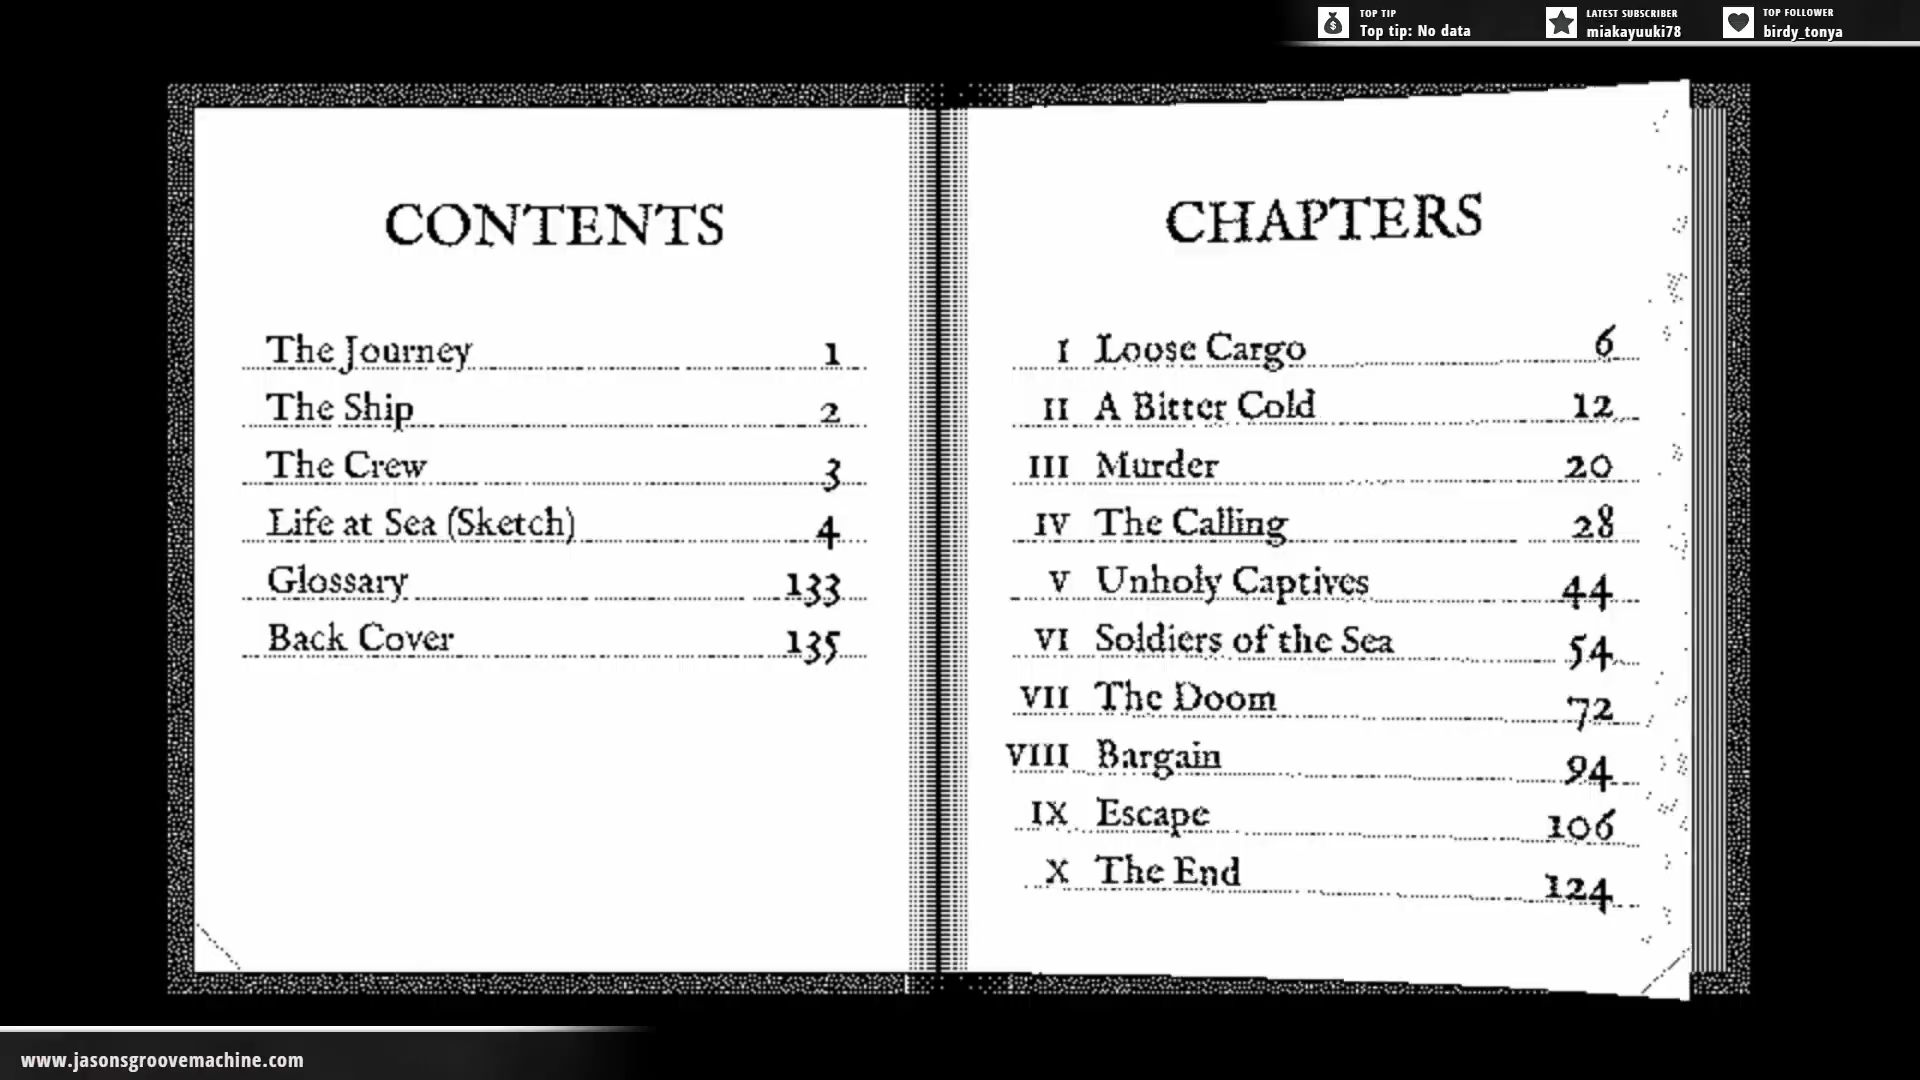 TOP TIP
Top tip: No data
LATEST SUBSCRIBER
miakayuuki78
TOP FOLLOWER
birdy_tonya
CONTENTS
The Journey 1
The Ship 2
The Crew 3
Life at Sea (Sketch) 4
Glossary 133
Back Cover 135
CHAPTERS
I Loose Cargo 6
II A Bitter Cold 12
III Murder 20
IV The Calling 28
V Unholy Captives 44
VI Soldiers of the Sea 54
VII The Doom 72
VIII Bargain 94
IX Escape 106
X The End 124
www.jasonsgroovemachine.com